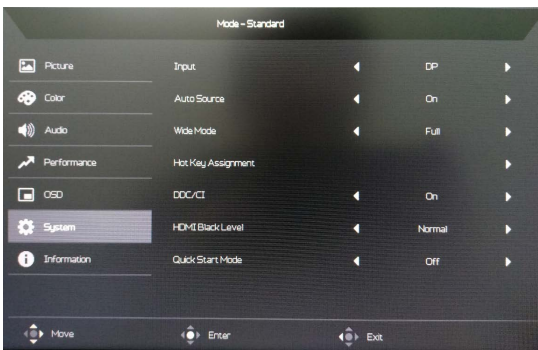 Mode - Standard
Picture
Input DP
Color
Auto Source On
Audio
Wide Mode Full
Performance
Hot Key Assignment
OSD
DDC/CI On
System
HDMI Black Level Normal
Information
Quick Start Mode Off
Move Enter Exit